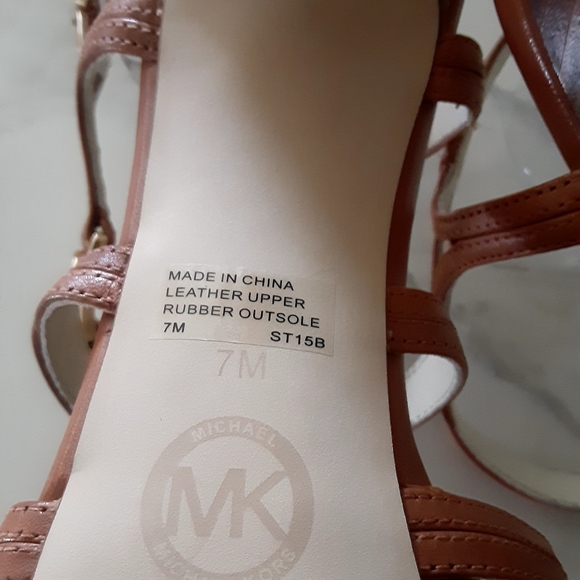 MADE IN CHINA
LEATHER UPPER
RUBBER OUTSOLE
7M ST15B
7M
MICHAEL
MK
MICHAEL KORS